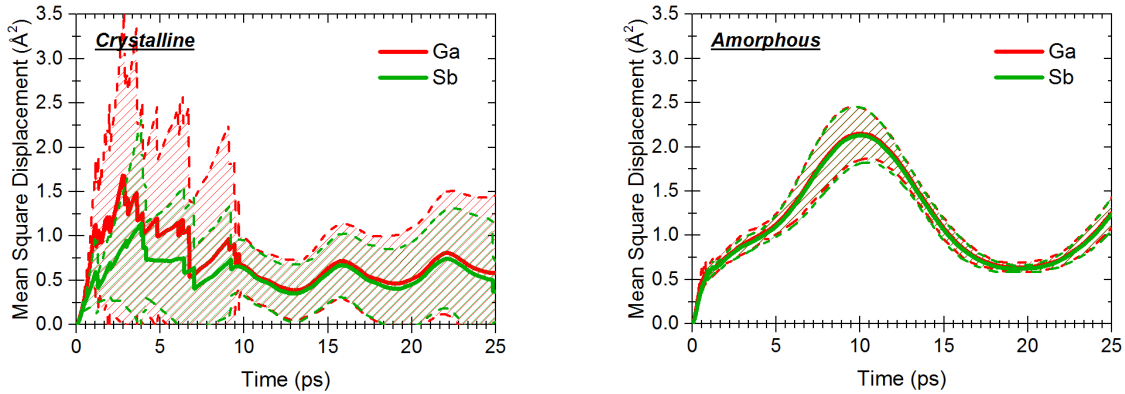 Crystalline
Ga
Sb
Mean Square Displacement (Å²)
3.5
3.0
2.5
2.0
1.5
1.0
0.5
0.0
0 5 10 15 20 25
Time (ps)
Amorphous
Ga
Sb
Mean Square Displacement (Å²)
3.5
3.0
2.5
2.0
1.5
1.0
0.5
0.0
0 5 10 15 20 25
Time (ps)